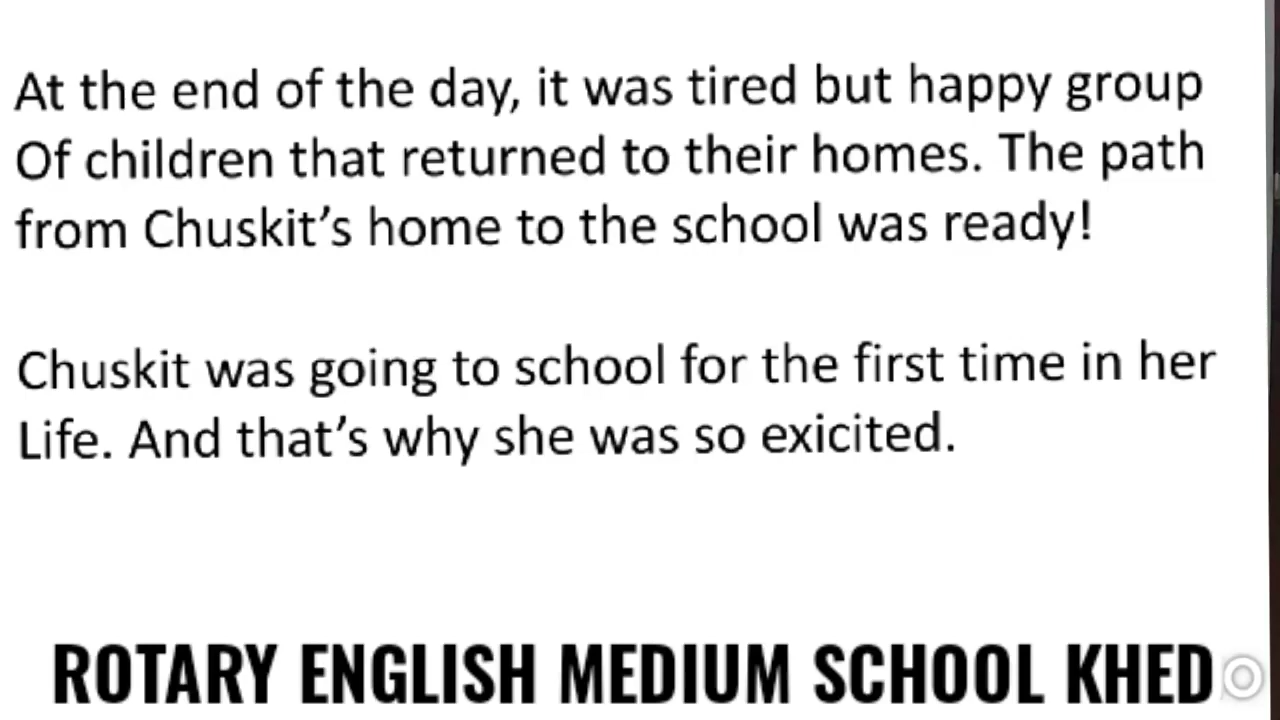 At the end of the day, it was tired but happy group
Of children that returned to their homes. The path
from Chuskit’s home to the school was ready!
Chuskit was going to school for the first time in her
Life. And that’s why she was so exicited.
ROTARY ENGLISH MEDIUM SCHOOL KHED